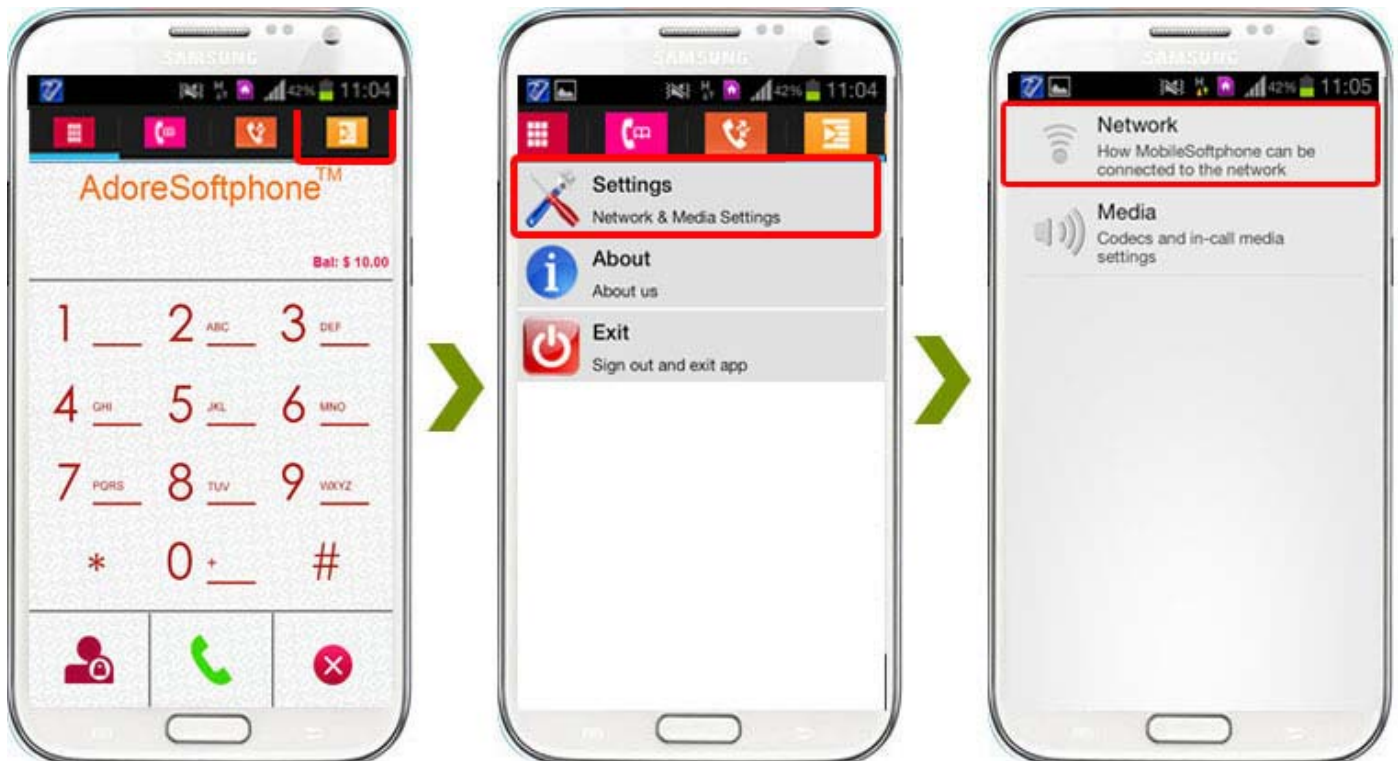 SAMSUNG
42% 11:04
AdoreSoftphone™
Bal: $ 10.00
1 2 ABC 3 DEF
4 GHI 5 JKL 6 MNO
7 PQRS 8 TUV 9 WXYZ
* 0 + #
SAMSUNG
42% 11:04
Settings
Network & Media Settings
About
About us
Exit
Sign out and exit app
SAMSUNG
42% 11:05
Network
How MobileSoftphone can be
connected to the network
Media
Codecs and in-call media
settings